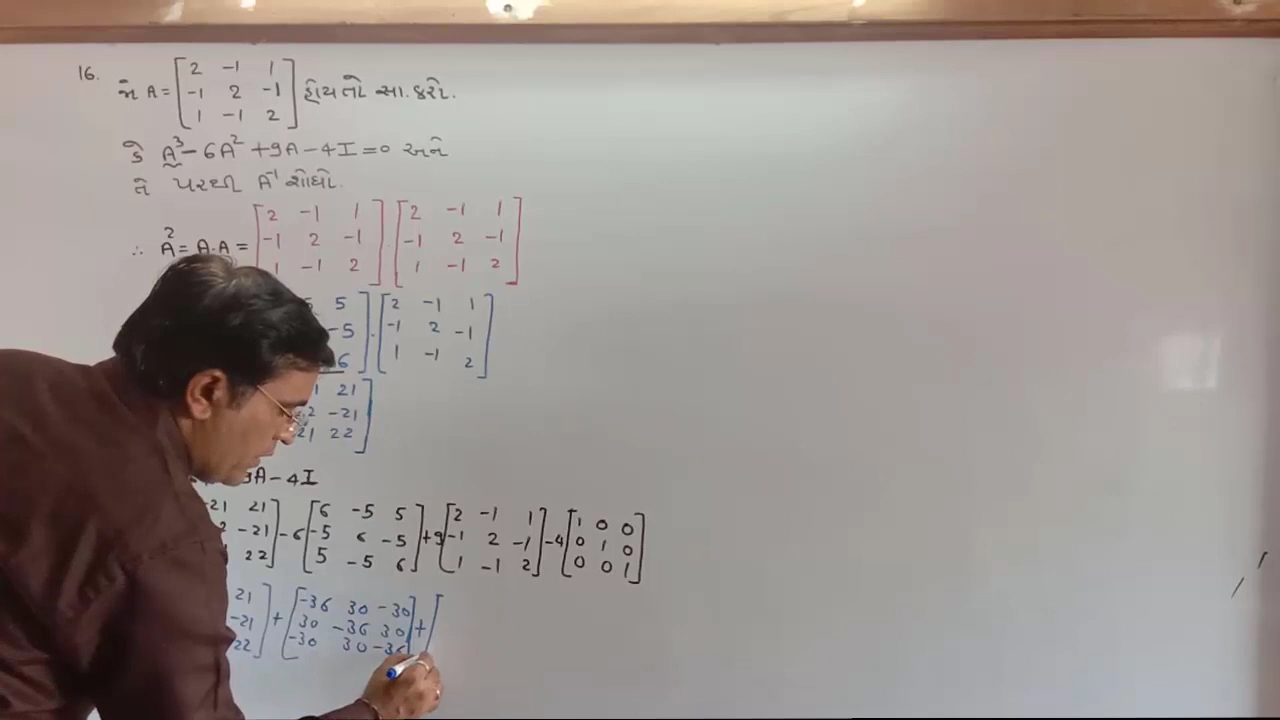 16. જો A = [2 -1 1; -1 2 -1; 1 -1 2] હોય તો સા. કરો.
કે A³ - 6A² + 9A - 4I = 0 અને
તે પરથી A⁻¹ શોધો.
∴ A² = A·A = [2 -1 1; -1 2 -1; 1 -1 2] · [2 -1 1; -1 2 -1; 1 -1 2]
5 -5 6] · [2 -1 1; -1 2 -1; 1 -1 2]
21 -21 22]
9A - 4I
-21 21; -21; 22] - 6 [6 -5 5; -5 6 -5; 5 -5 6] + 9 [2 -1 1; -1 2 -1; 1 -1 2] - 4 [1 0 0; 0 1 0; 0 0 1]
21 -21 22] + [-36 30 -30; 30 -36 30; -30 30 -36] + [